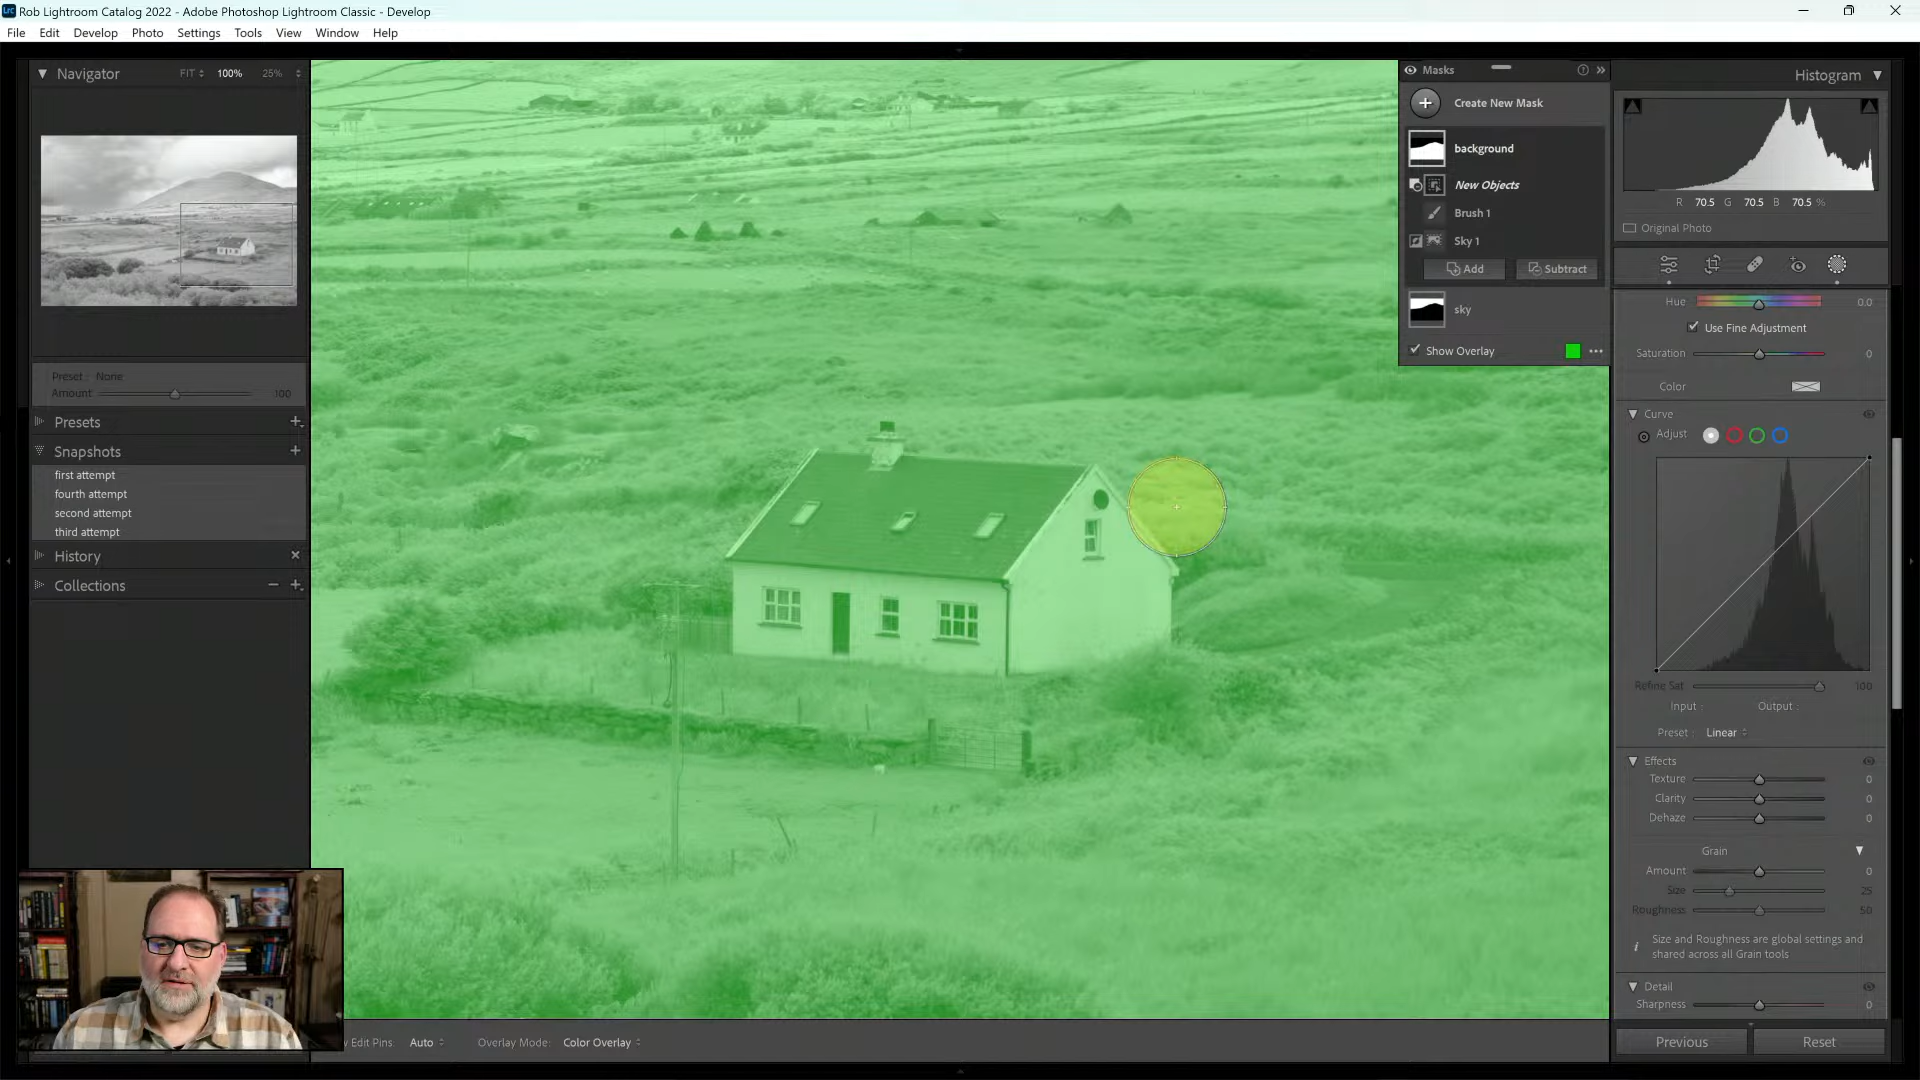 Rob Lightroom Catalog 2022 - Adobe Photoshop Lightroom Classic - Develop
File Edit Develop Photo Settings Tools View Window Help
Navigator FIT 100% 25%
Preset : None
Amount 100
Presets
Snapshots
first attempt
fourth attempt
second attempt
third attempt
History
Collections
Edit Pins: Auto Overlay Mode: Color Overlay
Masks
Create New Mask
background
New Objects
Brush 1
Sky 1
Add Subtract
sky
Show Overlay
Histogram
R 70.5 G 70.5 B 70.5 %
Original Photo
Hue 0.0
Use Fine Adjustment
Saturation 0
Color
Curve
Adjust
Refine Sat 100
Input : Output :
Preset : Linear
Effects
Texture 0
Clarity 0
Dehaze 0
Grain
Amount 0
Size 25
Roughness 50
Size and Roughness are global settings and
shared across all Grain tools
Detail
Sharpness 0
Previous Reset